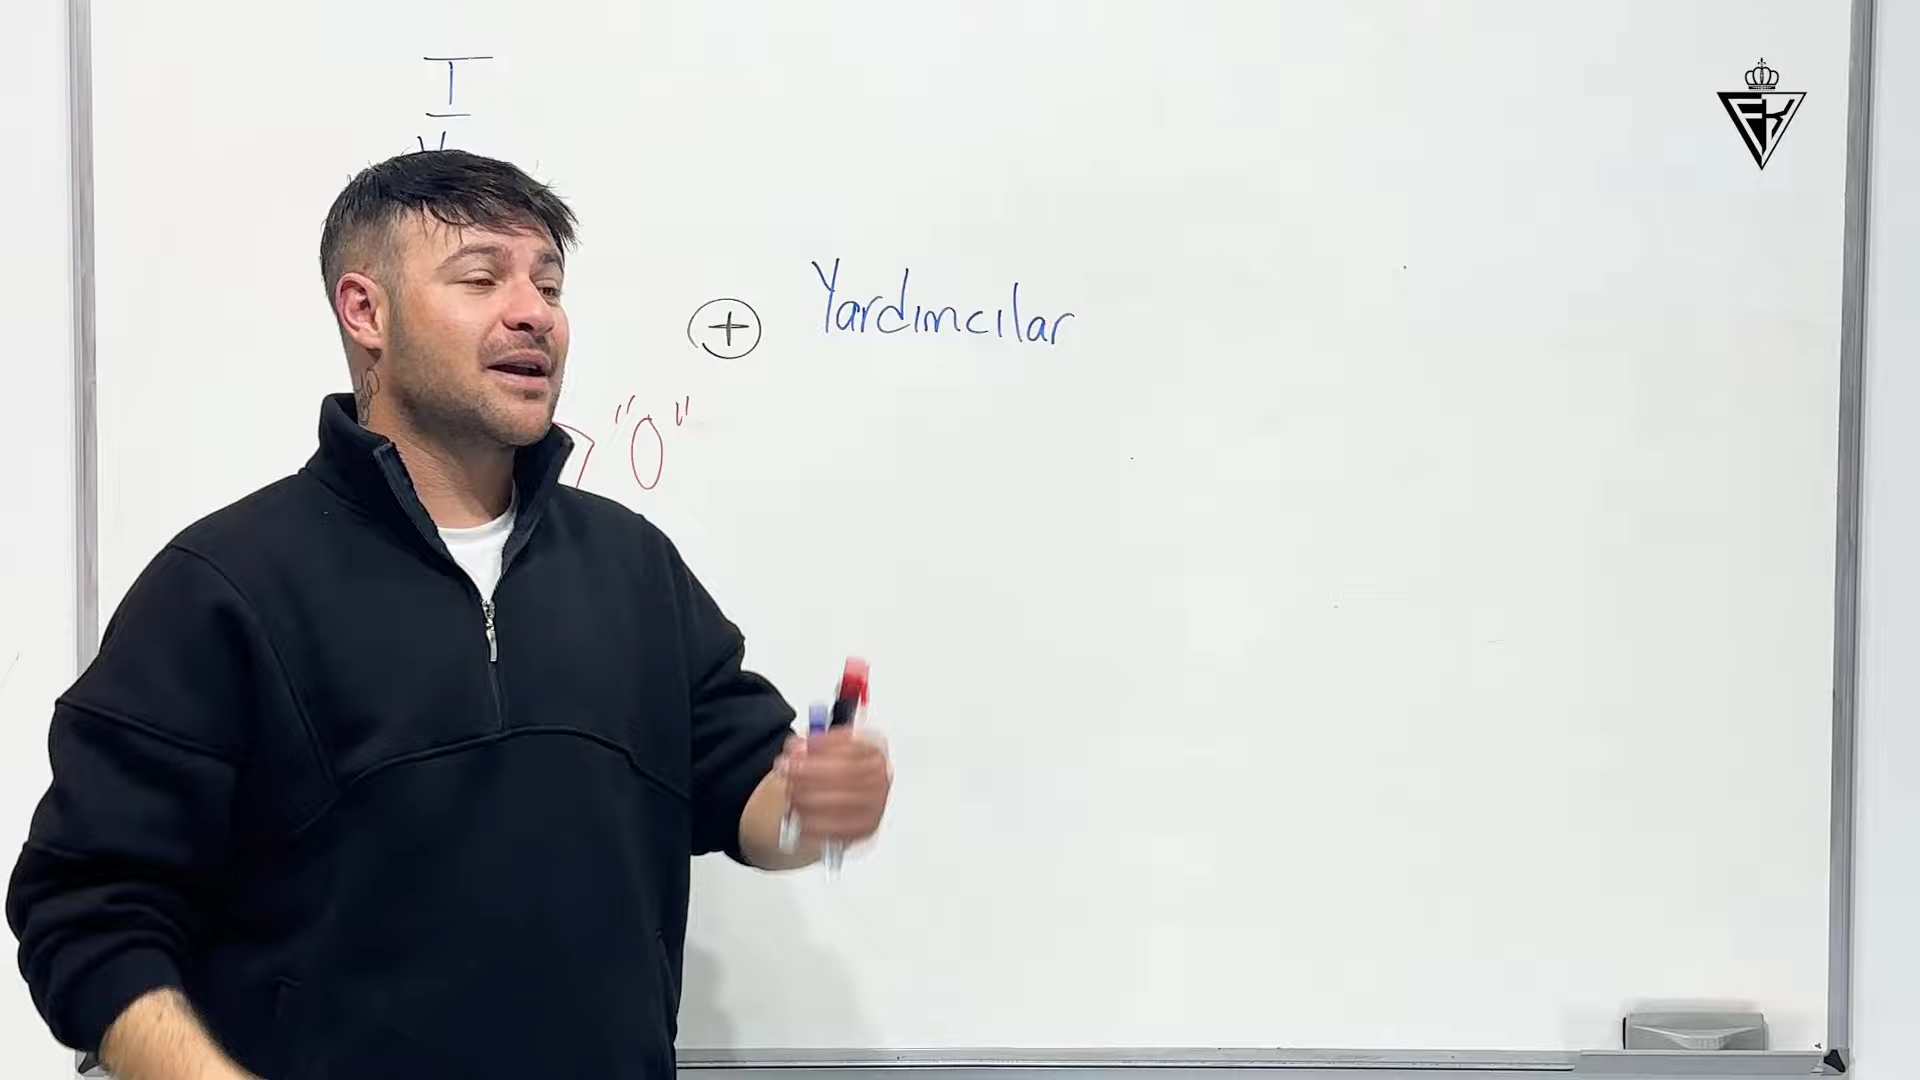 I
+ Yardımcılar
"O"